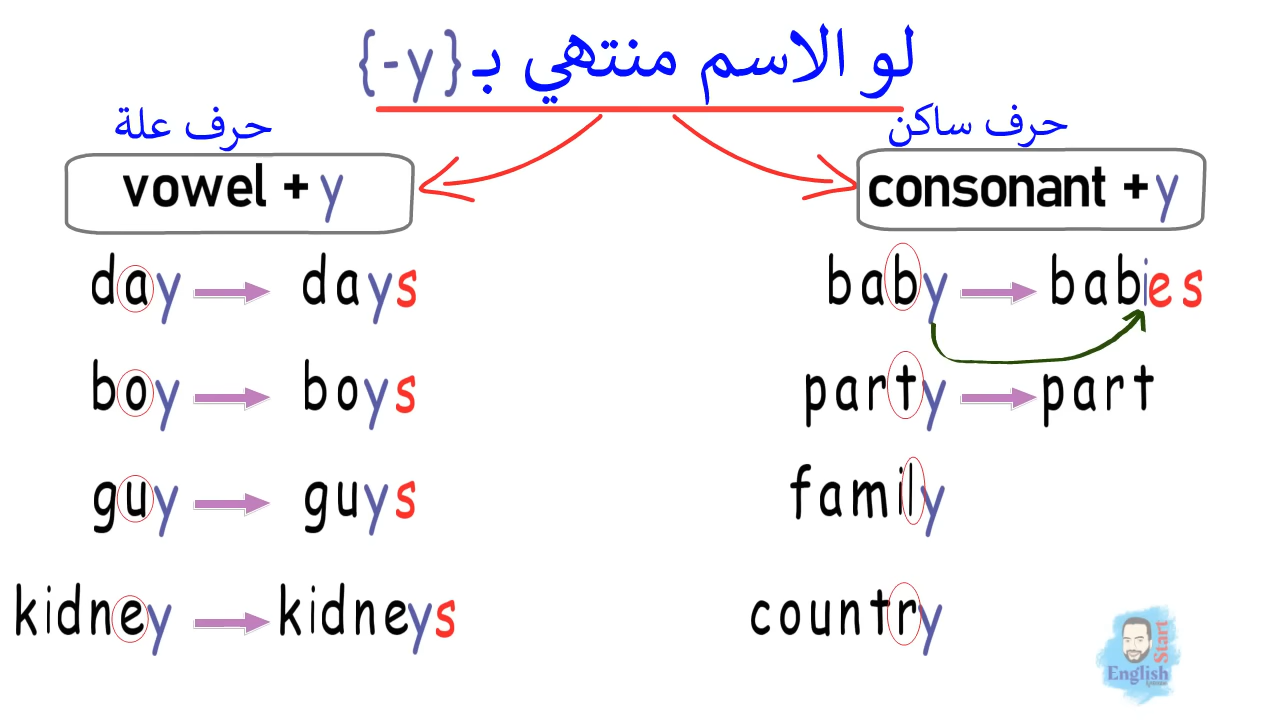 لو الاسم منتهي بـ {-y}
حرف علة
حرف ساكن
vowel + y
consonant + y
day → days
baby → babies
boy → boys
party → part
guy → guys
family
kidney → kidneys
country
English Start